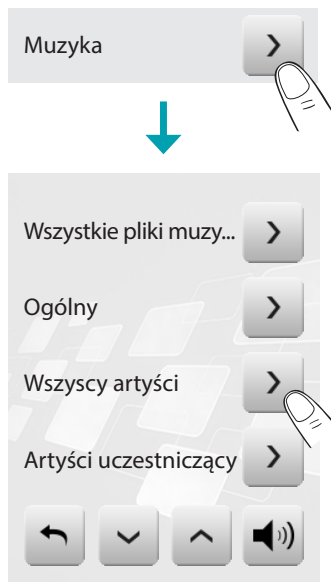 Muzyka
Wszystkie pliki muzy...
Ogólny
Wszyscy artyści
Artyści uczestniczący